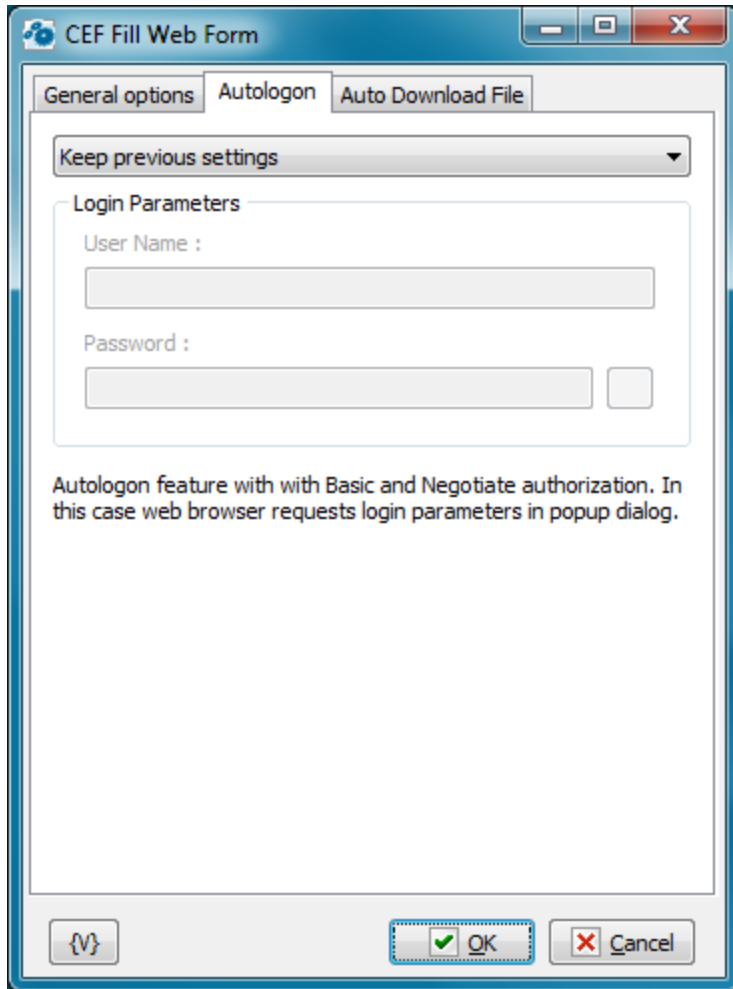 CEF Fill Web Form
General options
Autologon
Auto Download File
Keep previous settings
Login Parameters
User Name :
Password :
Autologon feature with with Basic and Negotiate authorization. In
this case web browser requests login parameters in popup dialog.
{V}
OK
Cancel